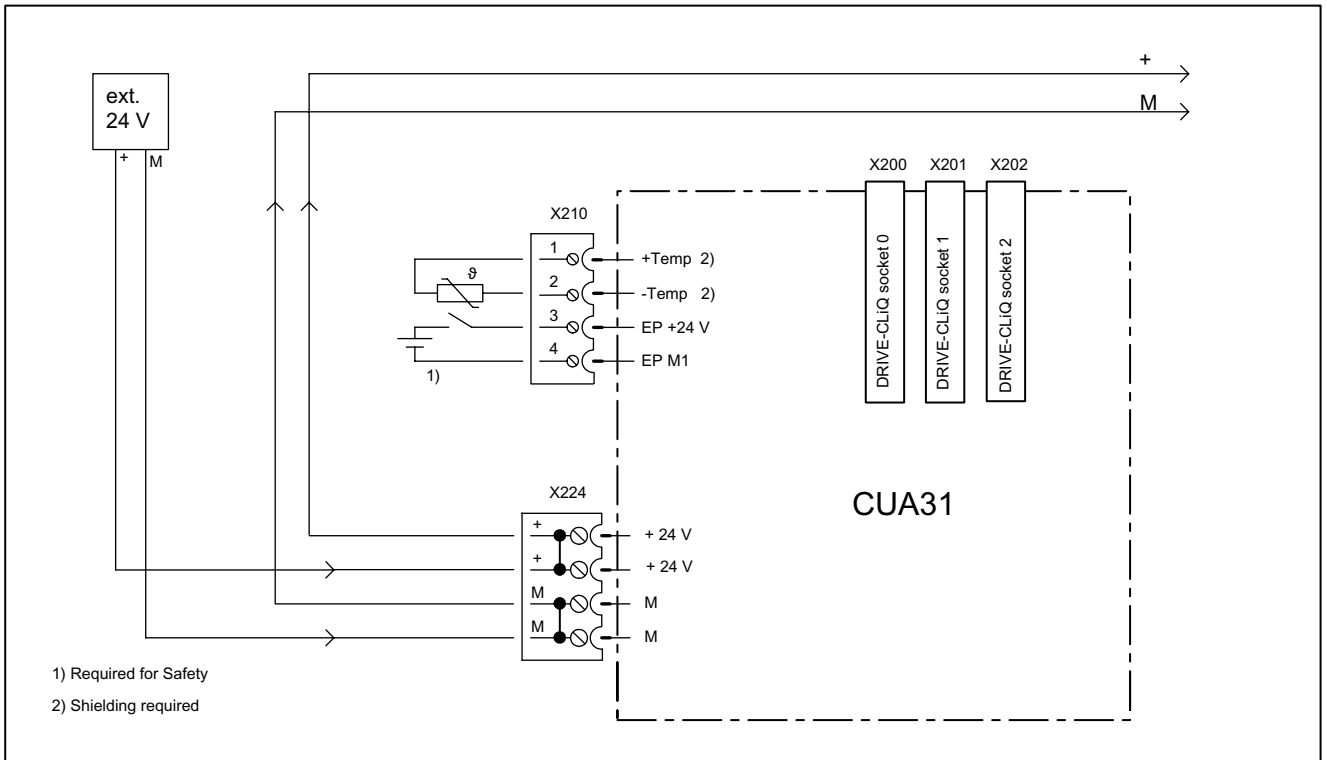 +
M
ext.
24 V
+
M
X200
X201
X202
DRIVE-CLiQ socket 0
DRIVE-CLiQ socket 1
DRIVE-CLiQ socket 2
X210
1
+Temp 2)
ϑ
2
-Temp 2)
3
EP +24 V
4
EP M1
1)
CUA31
X224
+
+ 24 V
+
+ 24 V
M
M
M
M
1) Required for Safety
2) Shielding required